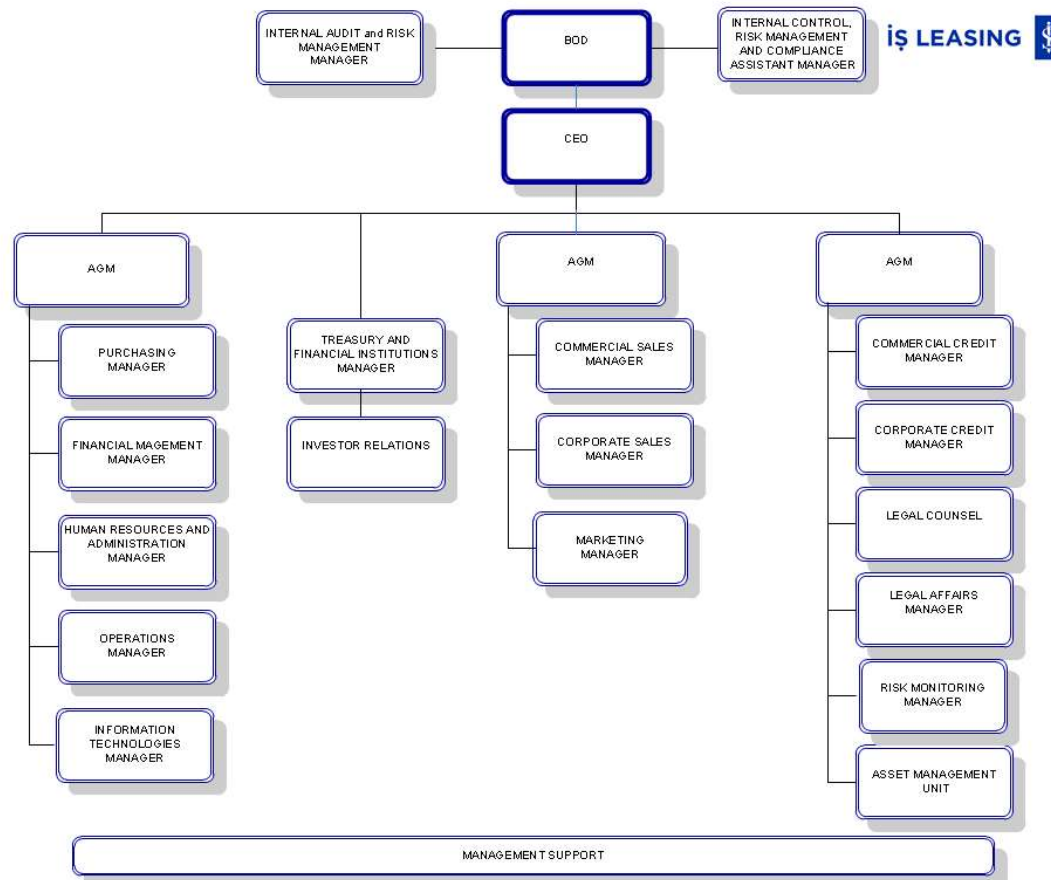 INTERNAL AUDIT and RISK
MANAGEMENT
MANAGER
BOD
INTERNAL CONTROL,
RISK MANAGEMENT
AND COMPLIANCE
ASSISTANT MANAGER
İŞ LEASING
CEO
AGM
PURCHASING
MANAGER
FINANCIAL MAGEMENT
MANAGER
HUMAN RESOURCES AND
ADMINISTRATION
MANAGER
OPERATIONS
MANAGER
INFORMATION
TECHNOLOGIES
MANAGER
TREASURY AND
FINANCIAL INSTITUTIONS
MANAGER
INVESTOR RELATIONS
AGM
COMMERCIAL SALES
MANAGER
CORPORATE SALES
MANAGER
MARKETING
MANAGER
AGM
COMMERCIAL CREDIT
MANAGER
CORPORATE CREDIT
MANAGER
LEGAL COUNSEL
LEGAL AFFAIRS
MANAGER
RISK MONITORING
MANAGER
ASSET MANAGEMENT
UNIT
MANAGEMENT SUPPORT